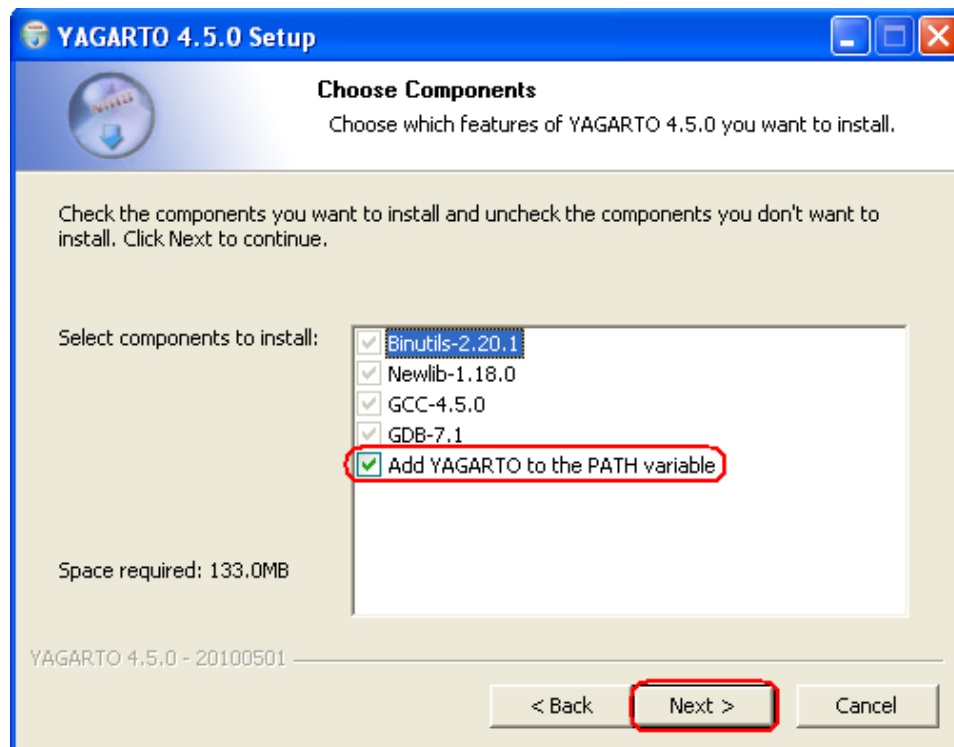 YAGARTO 4.5.0 Setup
Choose Components
Choose which features of YAGARTO 4.5.0 you want to install.
Check the components you want to install and uncheck the components you don't want to
install. Click Next to continue.
Select components to install:
Binutils-2.20.1
Newlib-1.18.0
GCC-4.5.0
GDB-7.1
Add YAGARTO to the PATH variable
Space required: 133.0MB
YAGARTO 4.5.0 - 20100501
< Back
Next >
Cancel